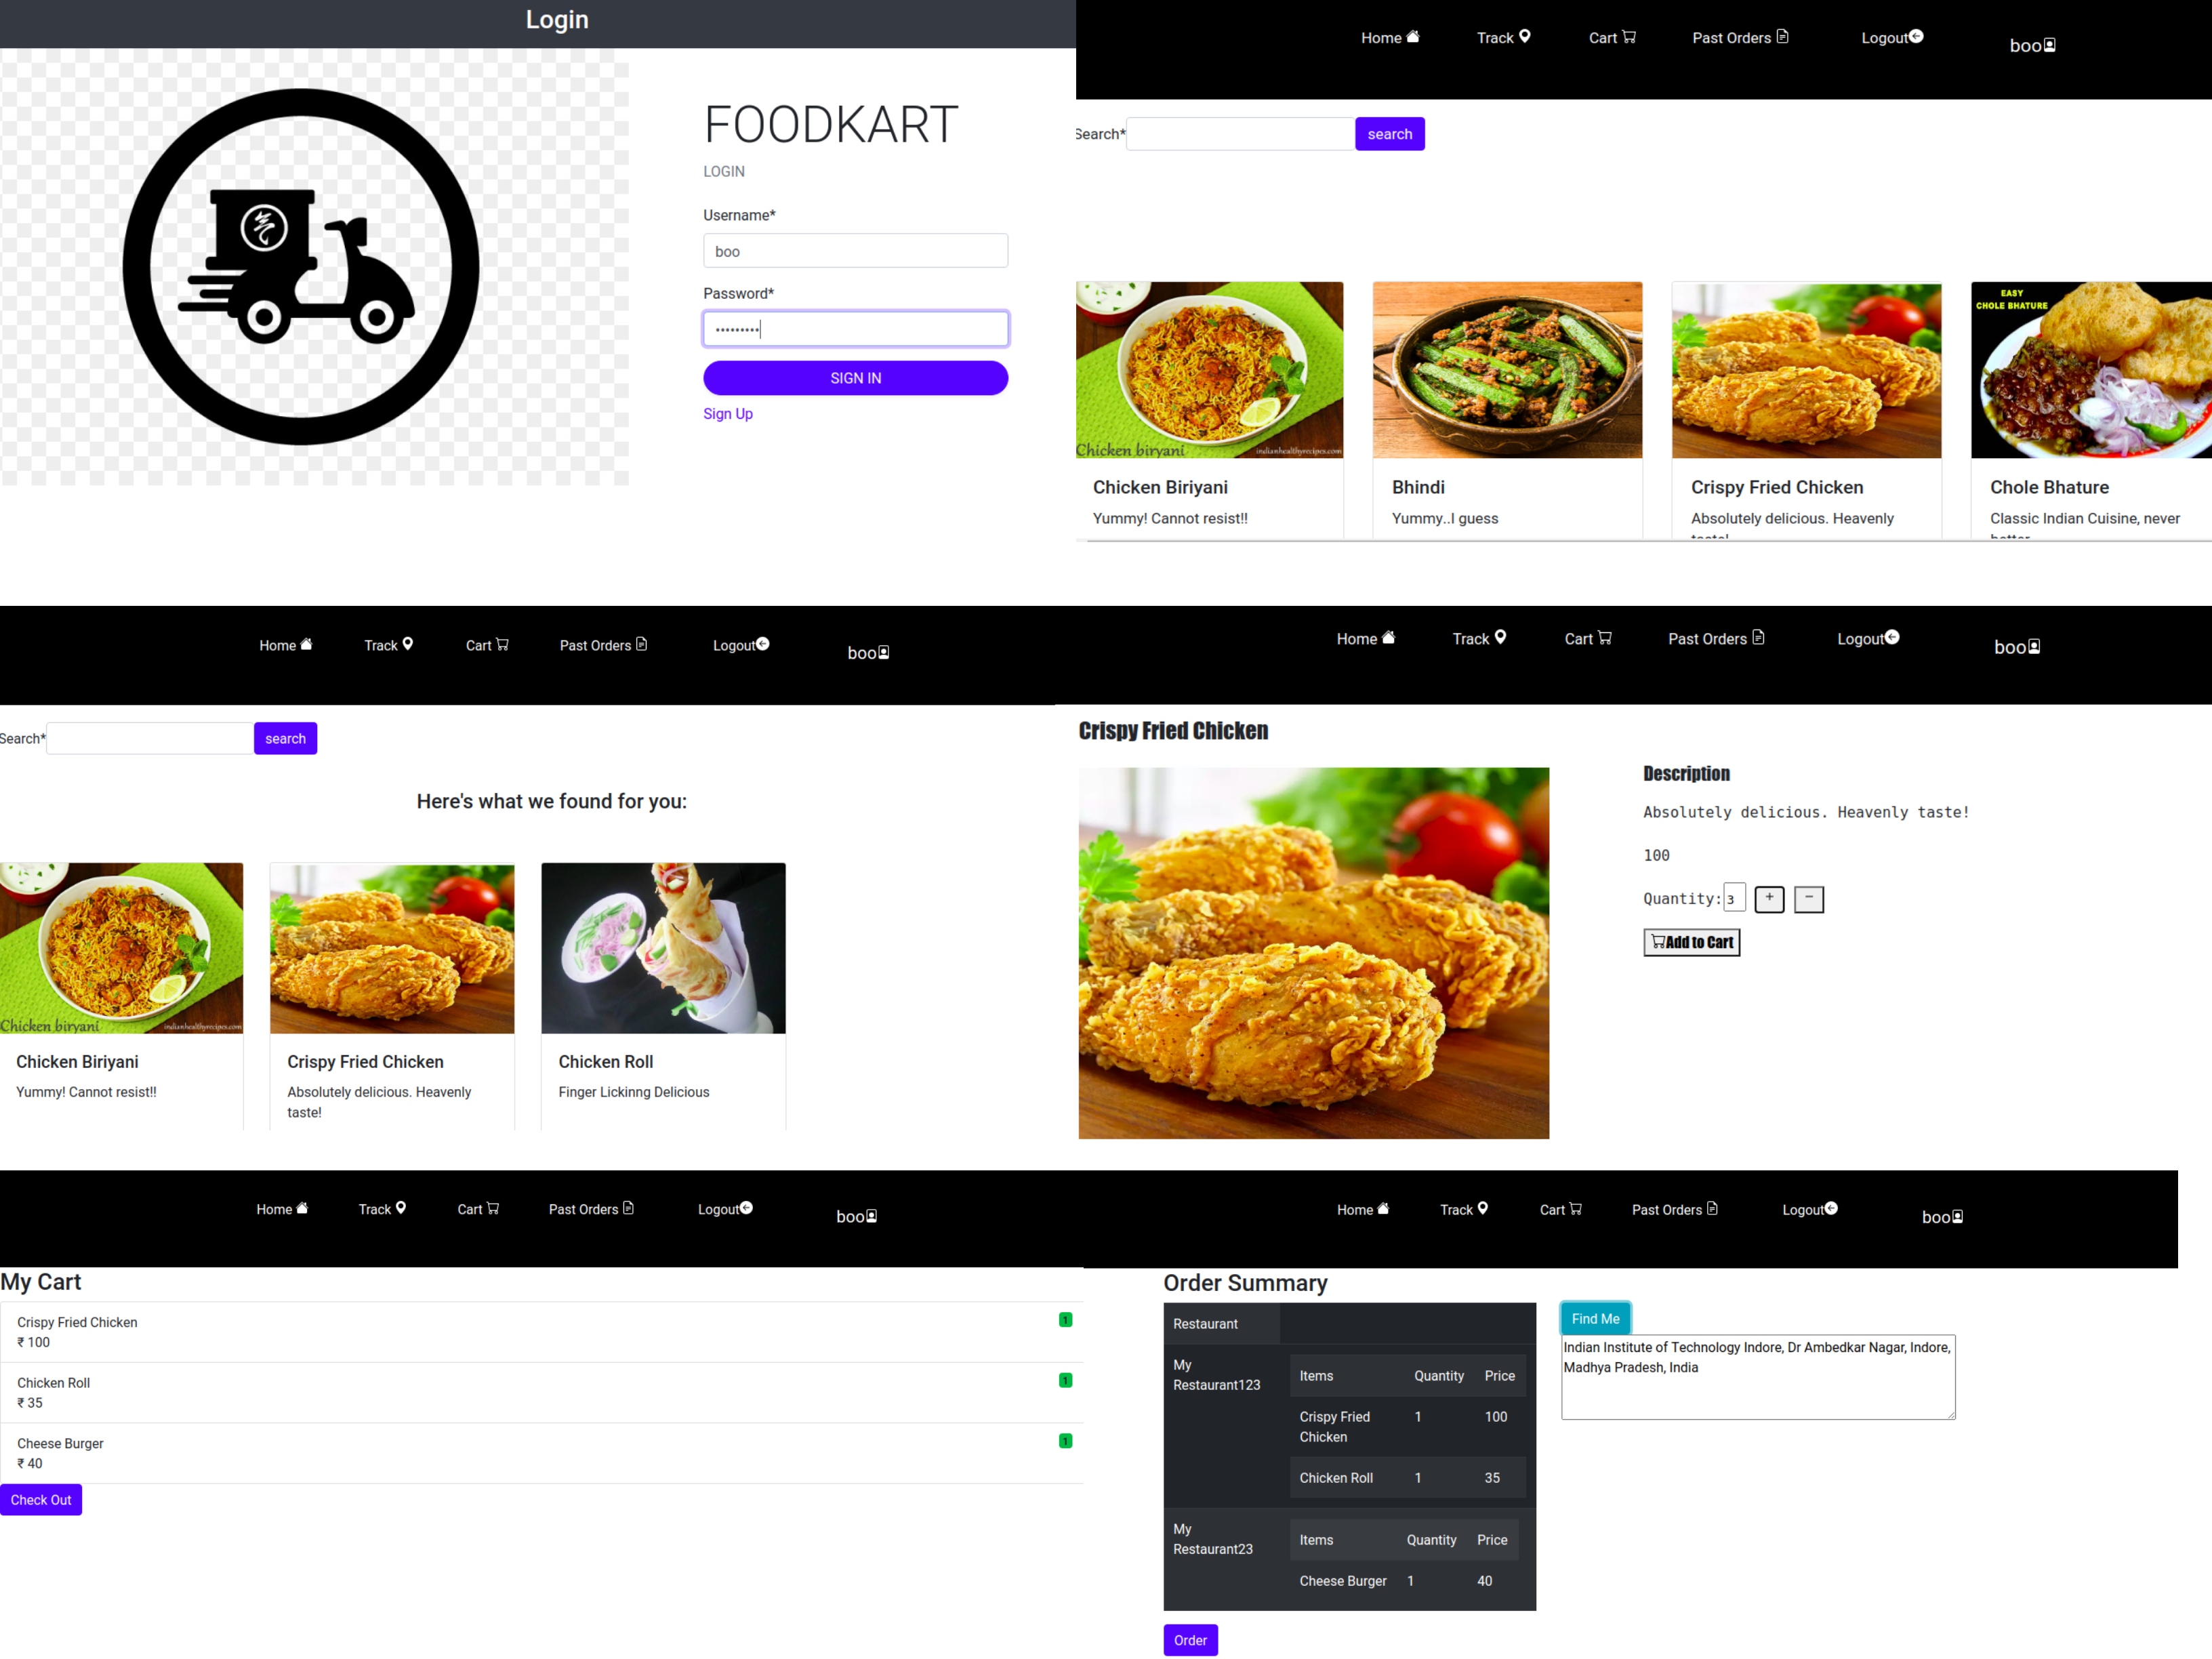 Login
FOODKART
LOGIN
Username*
boo
Password*
SIGN IN
Sign Up
Home Track Cart Past Orders Logout boo
Search* search
EASY
CHOLE BHATURE
Chicken biryani indianhealthyrecipes.com
Chicken Biriyani
Yummy! Cannot resist!!
Bhindi
Yummy..I guess
Crispy Fried Chicken
Absolutely delicious. Heavenly
taste!
Chole Bhature
Classic Indian Cuisine, never
better
Home Track Cart Past Orders Logout boo
Search* search
Here's what we found for you:
Chicken biryani indianhealthyrecipes.com
Chicken Biriyani
Yummy! Cannot resist!!
Crispy Fried Chicken
Absolutely delicious. Heavenly
taste!
Chicken Roll
Finger Lickinng Delicious
Home Track Cart Past Orders Logout boo
Crispy Fried Chicken
Description
Absolutely delicious. Heavenly taste!
100
Quantity: 3 + −
Add to Cart
Home Track Cart Past Orders Logout boo
My Cart
Crispy Fried Chicken 1
₹ 100
Chicken Roll 1
₹ 35
Cheese Burger 1
₹ 40
Check Out
Home Track Cart Past Orders Logout boo
Order Summary
Restaurant
My
Restaurant123
Items Quantity Price
Crispy Fried
Chicken 1 100
Chicken Roll 1 35
My
Restaurant23
Items Quantity Price
Cheese Burger 1 40
Order
Find Me
Indian Institute of Technology Indore, Dr Ambedkar Nagar, Indore,
Madhya Pradesh, India